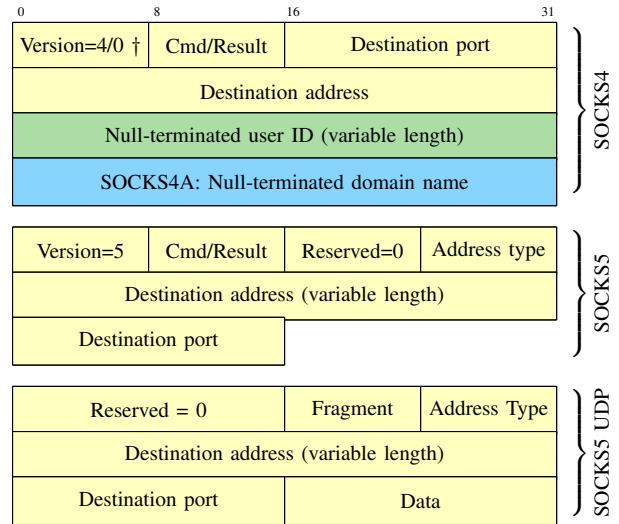 0 8 16 31
Version=4/0 † Cmd/Result Destination port
Destination address
Null-terminated user ID (variable length)
SOCKS4A: Null-terminated domain name
SOCKS4
Version=5 Cmd/Result Reserved=0 Address type
Destination address (variable length)
Destination port
SOCKS5
Reserved = 0 Fragment Address Type
Destination address (variable length)
Destination port Data
SOCKS5 UDP